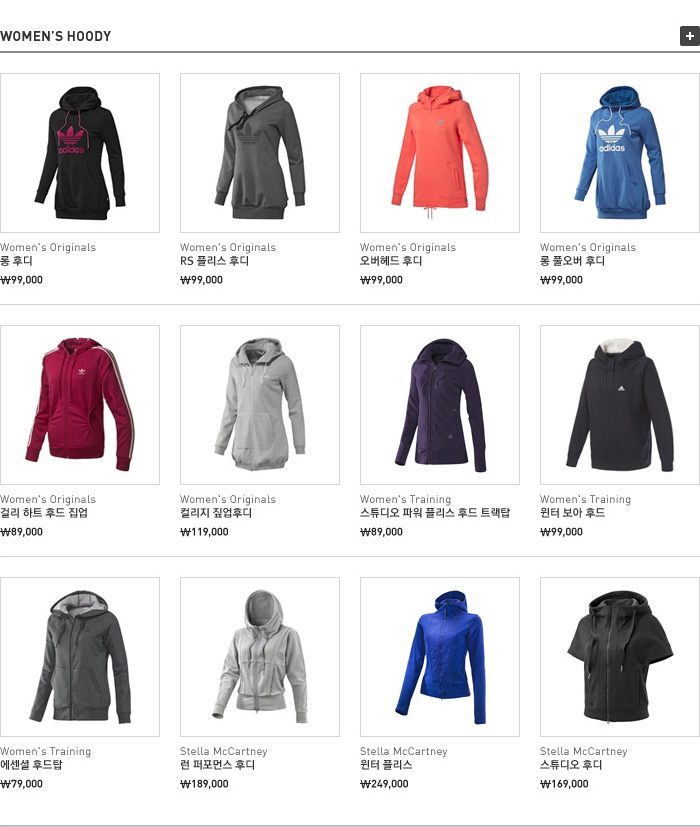 WOMEN'S HOODY
adidas
adidas
Women's Originals
롱 후디
₩99,000
Women's Originals
RS 플리스 후디
₩99,000
Women's Originals
오버헤드 후디
₩99,000
Women's Originals
롱 풀오버 후디
₩99,000
Women's Originals
걸리 하트 후드 집업
₩89,000
Women's Originals
컬리지 짚업후디
₩119,000
Women's Training
스튜디오 파워 플리스 후드 트랙탑
₩89,000
Women's Training
윈터 보아 후드
₩99,000
Women's Training
에센셜 후드탑
₩79,000
Stella McCartney
런 퍼포먼스 후디
₩189,000
Stella McCartney
윈터 플리스
₩249,000
Stella McCartney
스튜디오 후디
₩169,000